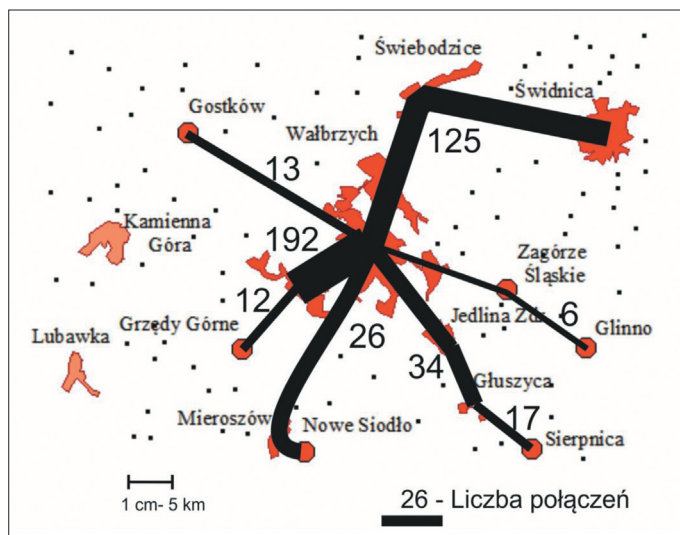 Świebodzice
Świdnica
Gostków
Wałbrzych
125
13
Kamienna
Góra
192
Zagórze
Śląskie
12
Grzędy Górne
26
Jedlina Zdr.
6
Glinno
Lubawka
34
Głuszyca
Mieroszów
Nowe Siodło
17
Sierpnica
1 cm- 5 km
26 - Liczba połączeń